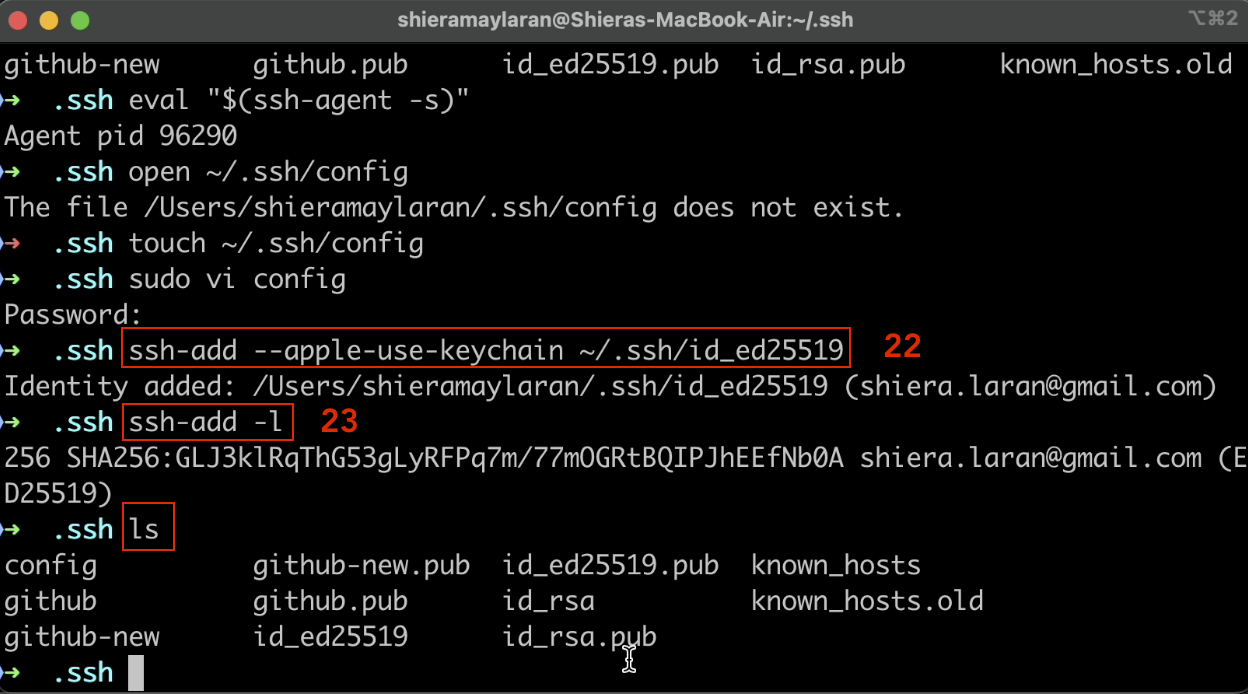 shieramaylaran@Shieras-MacBook-Air:~/.ssh
⌥⌘2
github-new github.pub id_ed25519.pub id_rsa.pub known_hosts.old
➜ .ssh eval "$(ssh-agent -s)"
Agent pid 96290
➜ .ssh open ~/.ssh/config
The file /Users/shieramaylaran/.ssh/config does not exist.
➜ .ssh touch ~/.ssh/config
➜ .ssh sudo vi config
Password:
➜ .ssh ssh-add --apple-use-keychain ~/.ssh/id_ed25519 22
Identity added: /Users/shieramaylaran/.ssh/id_ed25519 (shiera.laran@gmail.com)
➜ .ssh ssh-add -l 23
256 SHA256:GLJ3klRqThG53gLyRFPq7m/77mOGRtBQIPJhEEfNb0A shiera.laran@gmail.com (E
D25519)
➜ .ssh ls
config github-new.pub id_ed25519.pub known_hosts
github github.pub id_rsa known_hosts.old
github-new id_ed25519 id_rsa.pub
➜ .ssh